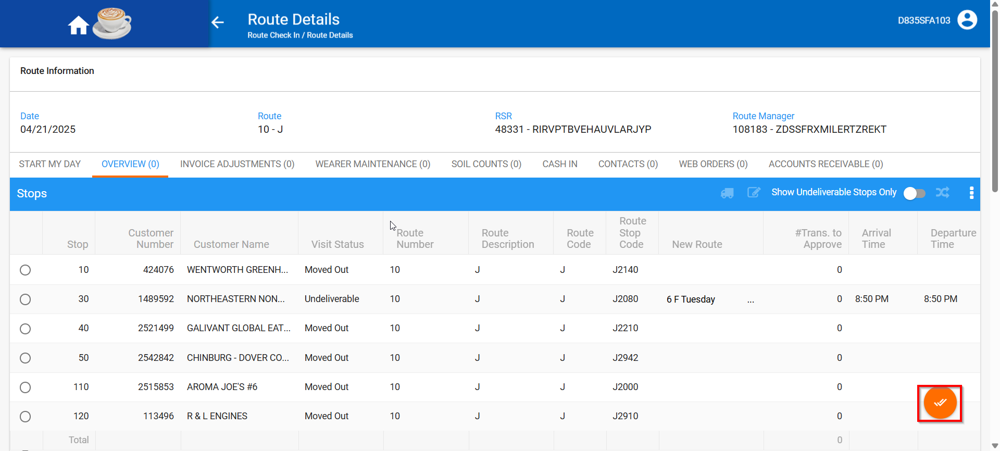 Route Details
Route Check In / Route Details
D835SFA103
Route Information
Date
04/21/2025
Route
10 - J
RSR
48331 - RIRVPTBVEHAUVLARJYP
Route Manager
108183 - ZDSSFRXMILERTZREKT
START MY DAY OVERVIEW (0) INVOICE ADJUSTMENTS (0) WEARER MAINTENANCE (0) SOIL COUNTS (0) CASH IN CONTACTS (0) WEB ORDERS (0) ACCOUNTS RECEIVABLE (0)
Stops Show Undeliverable Stops Only
Stop Customer Number Customer Name Visit Status Route Number Route Description Route Code Route Stop Code New Route #Trans. to Approve Arrival Time Departure Time
10 424076 WENTWORTH GREENH... Moved Out 10 J J J2140 0
30 1489592 NORTHEASTERN NON... Undeliverable 10 J J J2080 6 F Tuesday ... 0 8:50 PM 8:50 PM
40 2521499 GALIVANT GLOBAL EAT... Moved Out 10 J J J2210 0
50 2542842 CHINBURG - DOVER CO... Moved Out 10 J J J2942 0
110 2515853 AROMA JOE'S #6 Moved Out 10 J J J2000 0
120 113496 R & L ENGINES Moved Out 10 J J J2910 0
Total 0